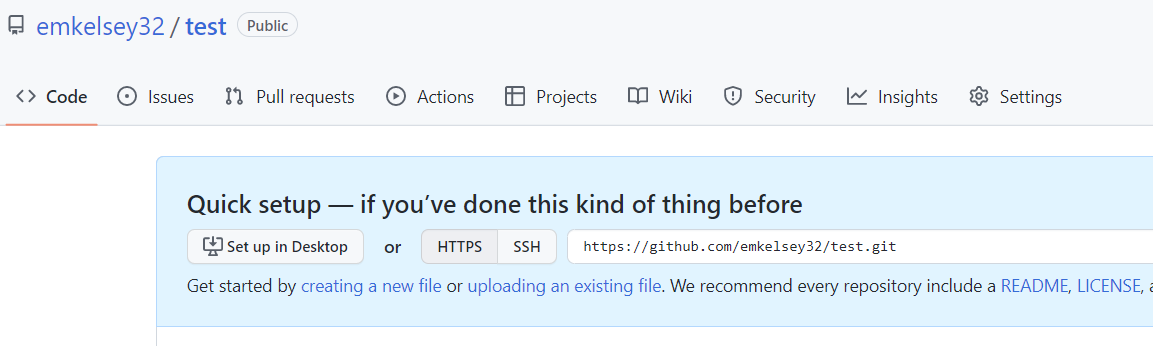 emkelsey32 / test Public
Code Issues Pull requests Actions Projects Wiki Security Insights Settings
Quick setup — if you’ve done this kind of thing before
Set up in Desktop or HTTPS SSH https://github.com/emkelsey32/test.git
Get started by creating a new file or uploading an existing file. We recommend every repository include a README, LICENSE,